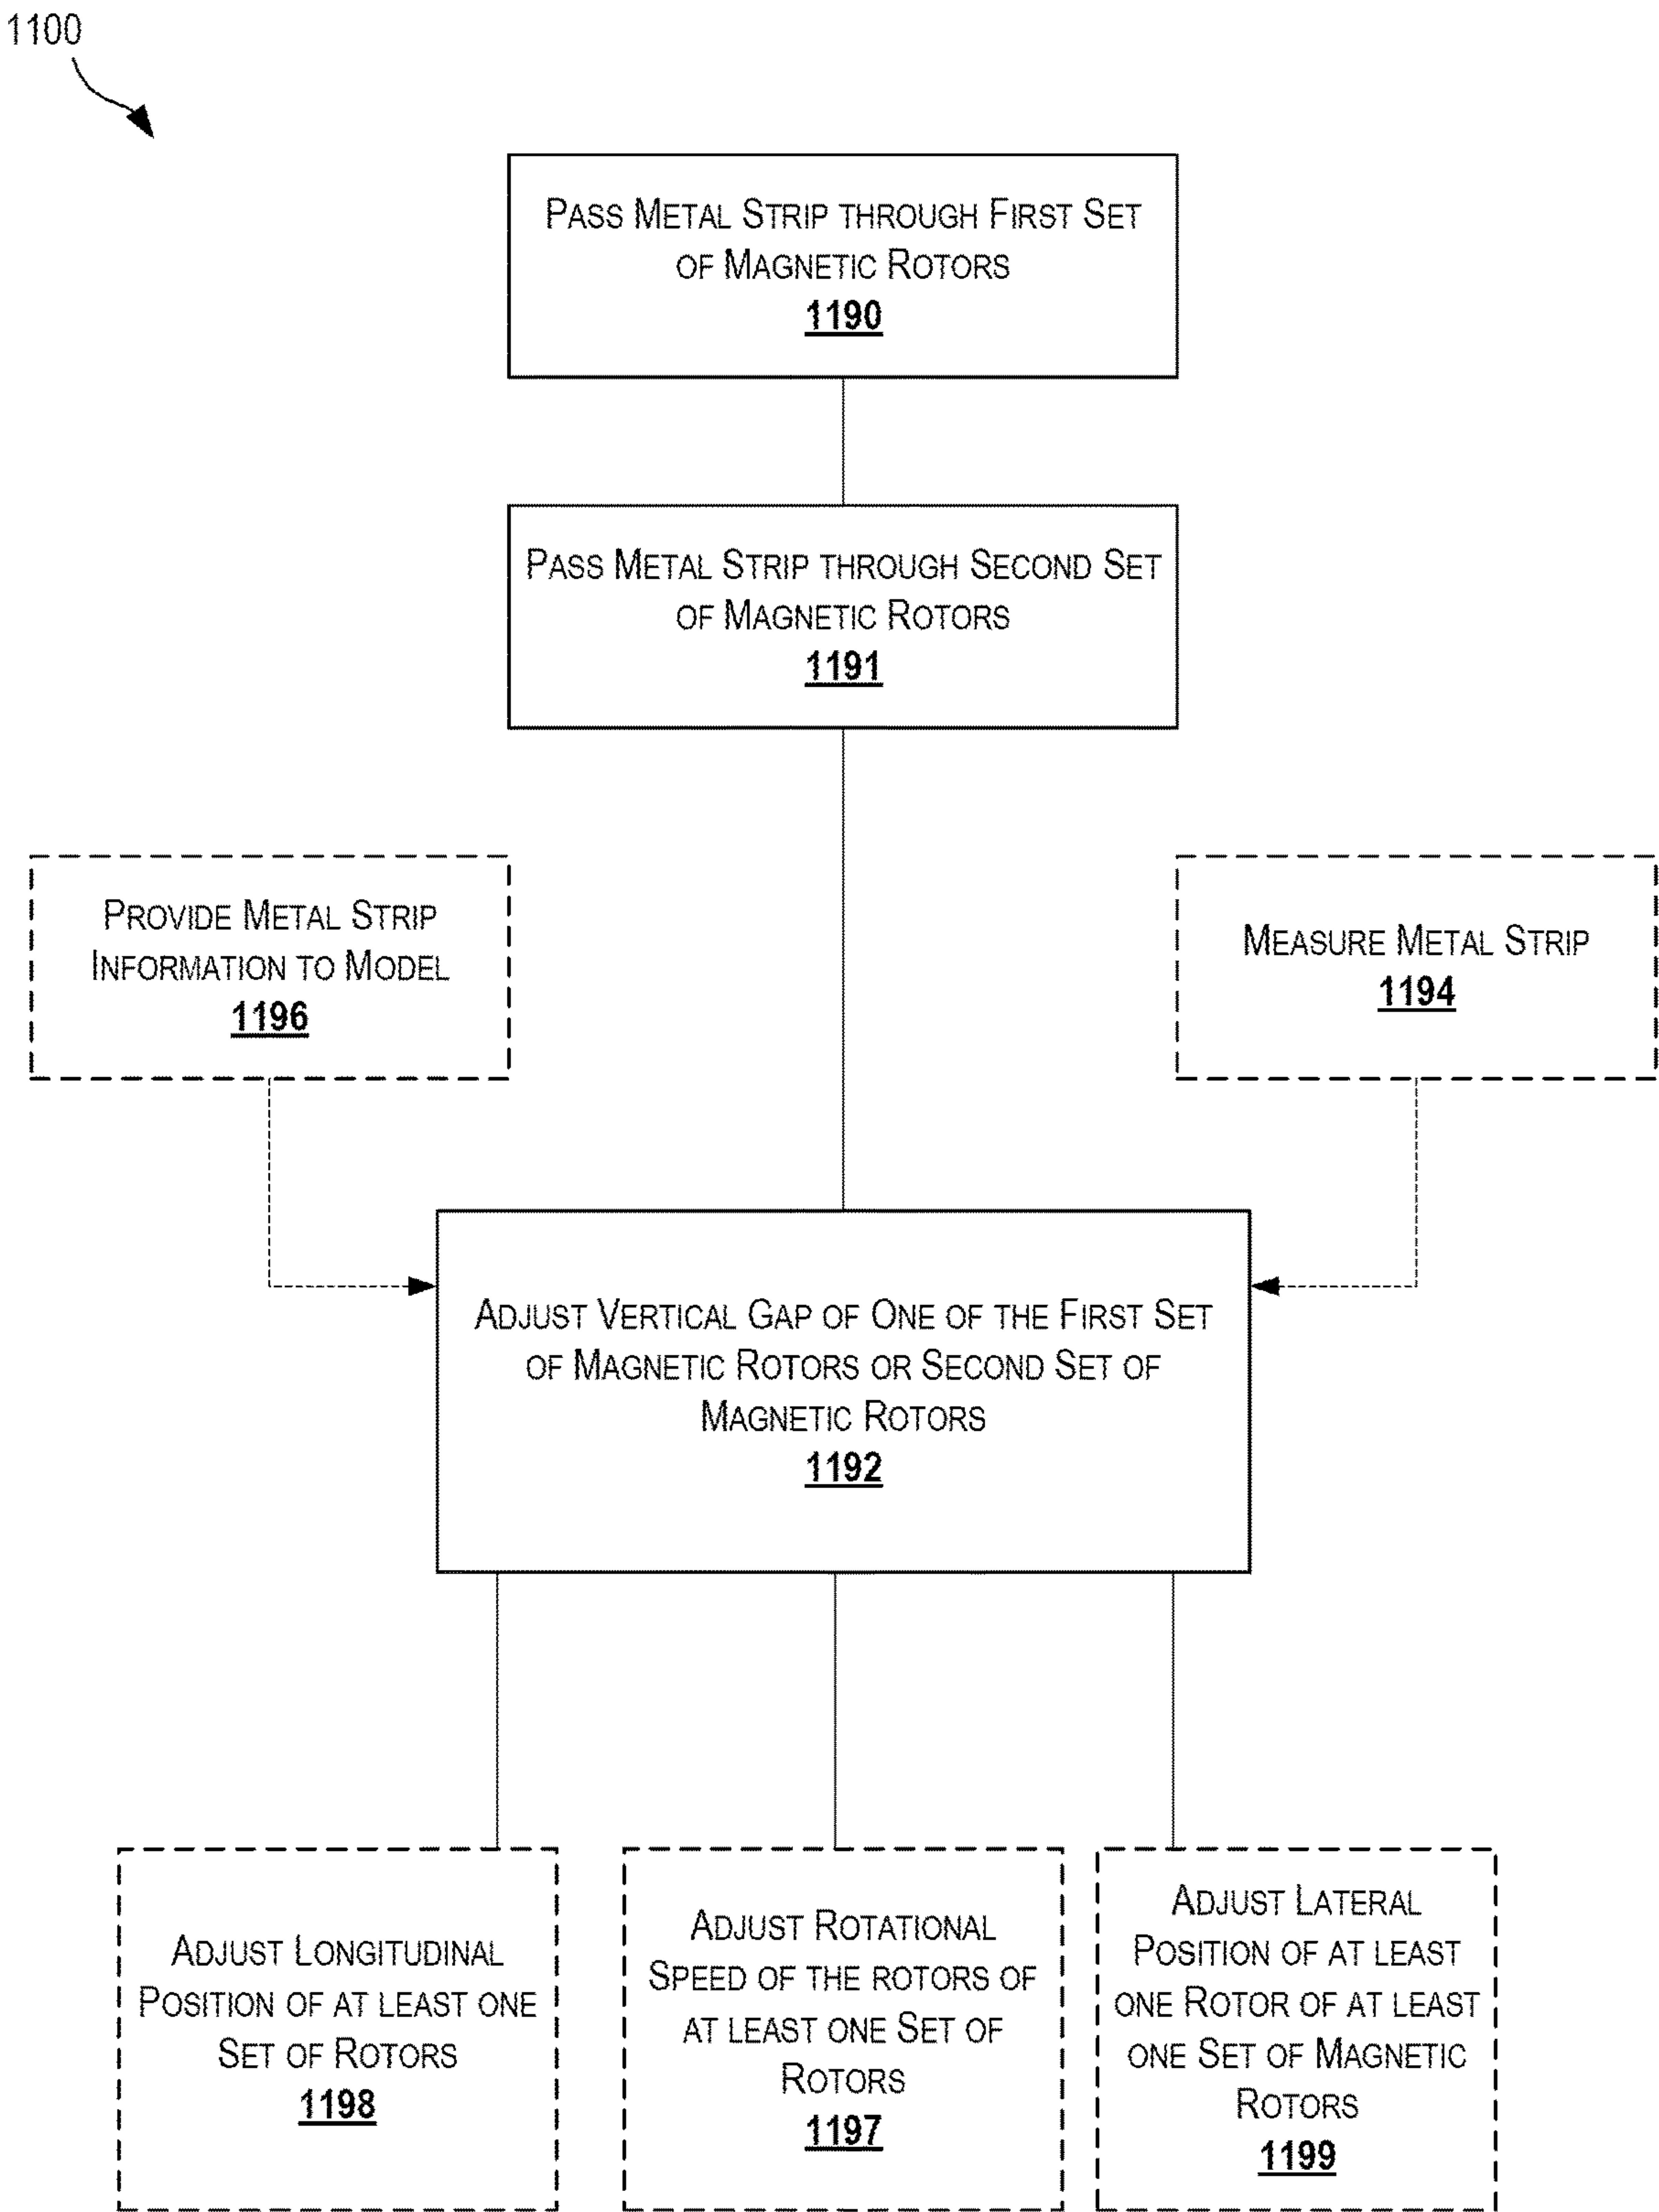 1100
PASS METAL STRIP THROUGH FIRST SET
OF MAGNETIC ROTORS
1190
PASS METAL STRIP THROUGH SECOND SET
OF MAGNETIC ROTORS
1191
PROVIDE METAL STRIP
INFORMATION TO MODEL
1196
MEASURE METAL STRIP
1194
ADJUST VERTICAL GAP OF ONE OF THE FIRST SET
OF MAGNETIC ROTORS OR SECOND SET OF
MAGNETIC ROTORS
1192
ADJUST LONGITUDINAL
POSITION OF AT LEAST ONE
SET OF ROTORS
1198
ADJUST ROTATIONAL
SPEED OF THE ROTORS OF
AT LEAST ONE SET OF
ROTORS
1197
ADJUST LATERAL
POSITION OF AT LEAST
ONE ROTOR OF AT LEAST
ONE SET OF MAGNETIC
ROTORS
1199